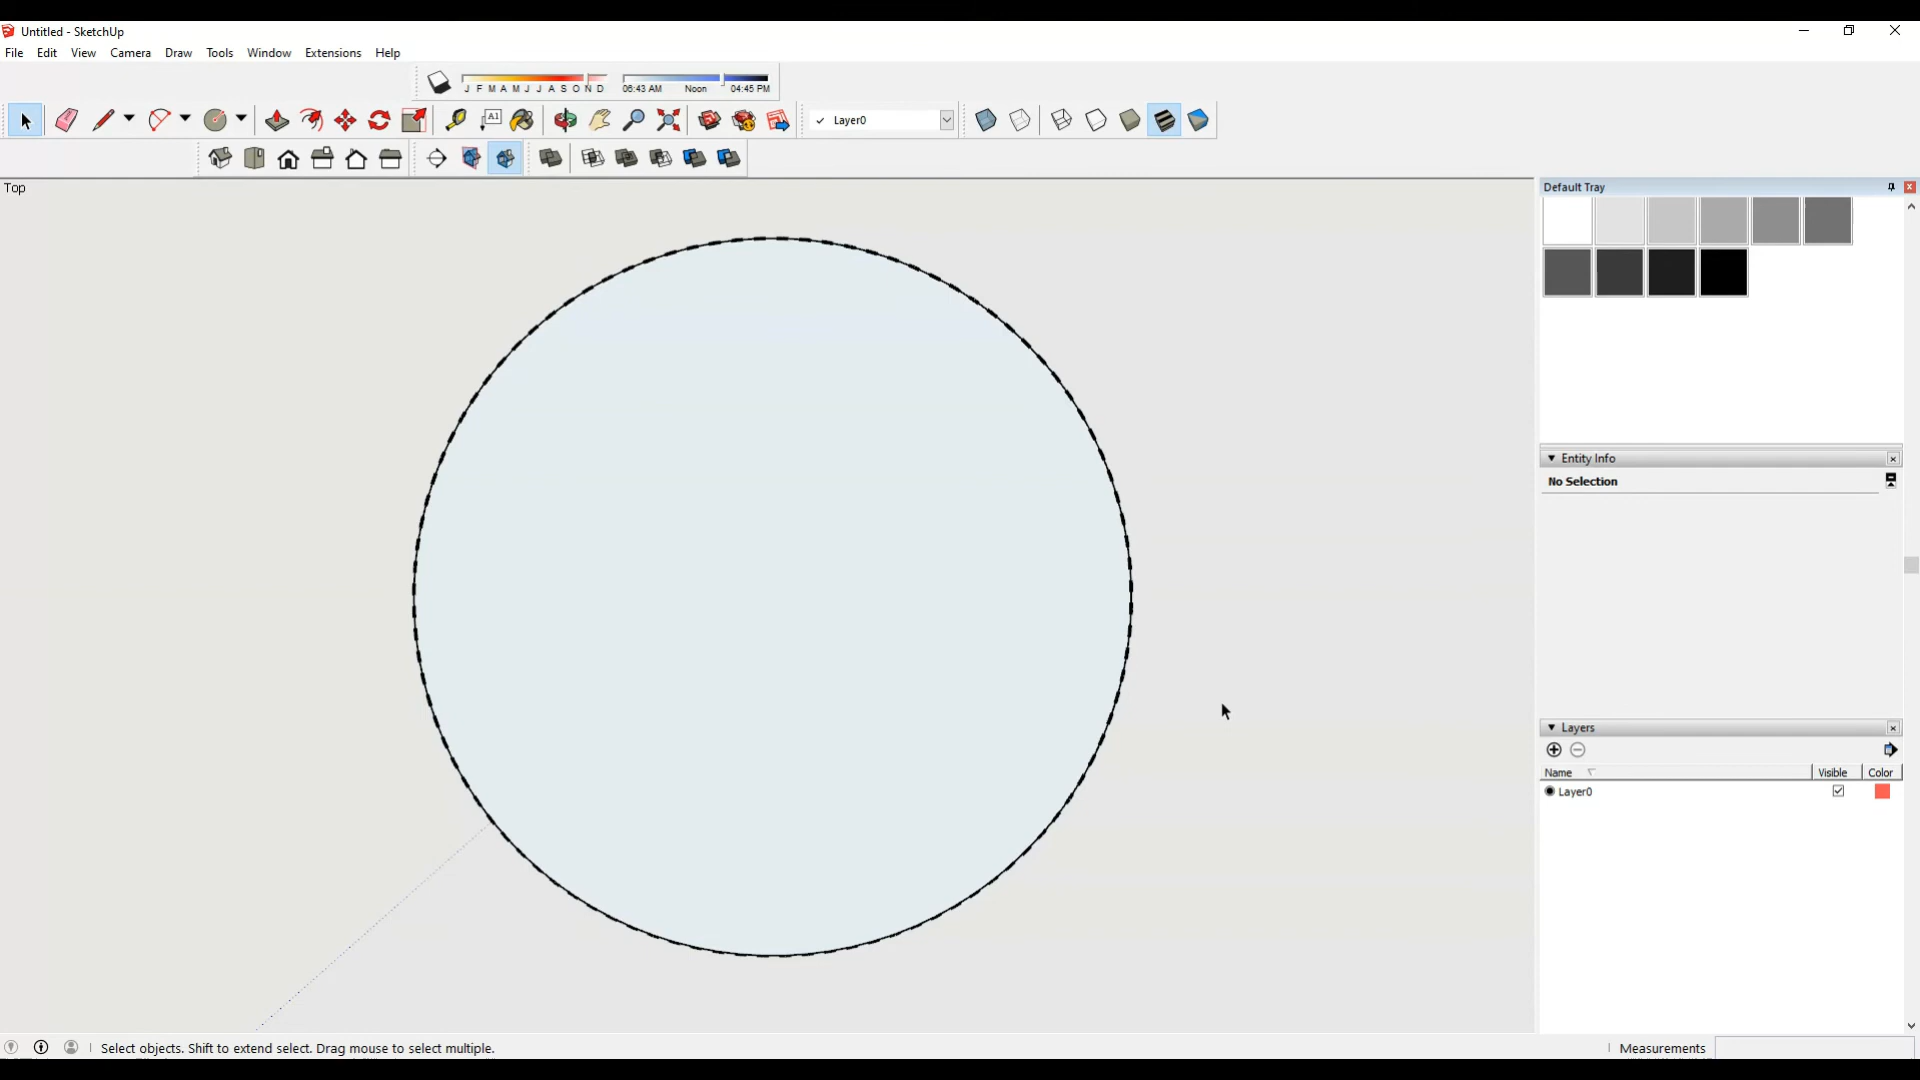 Untitled - SketchUp
File Edit View Camera Draw Tools Window Extensions Help
J F M A M J J A S O N D 06:43 AM Noon 04:45 PM
A1 Layer0
Top
Default Tray
Entity Info
No Selection
Layers
Name Visible Color
Layer0
Select objects. Shift to extend select. Drag mouse to select multiple.
Measurements